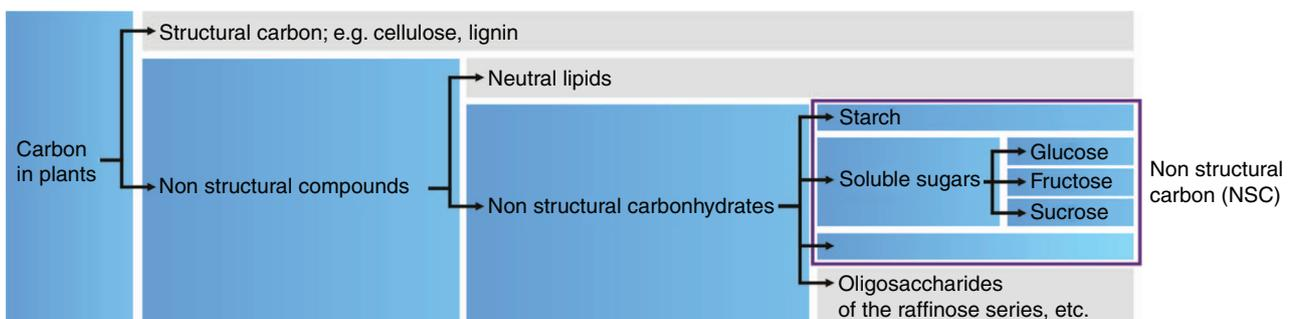 Structural carbon; e.g. cellulose, lignin
Neutral lipids
Starch
Carbon
in plants
Glucose
Non structural compounds
Soluble sugars
Fructose
Non structural
carbon (NSC)
Non structural carbonhydrates
Sucrose
Oligosaccharides
of the raffinose series, etc.